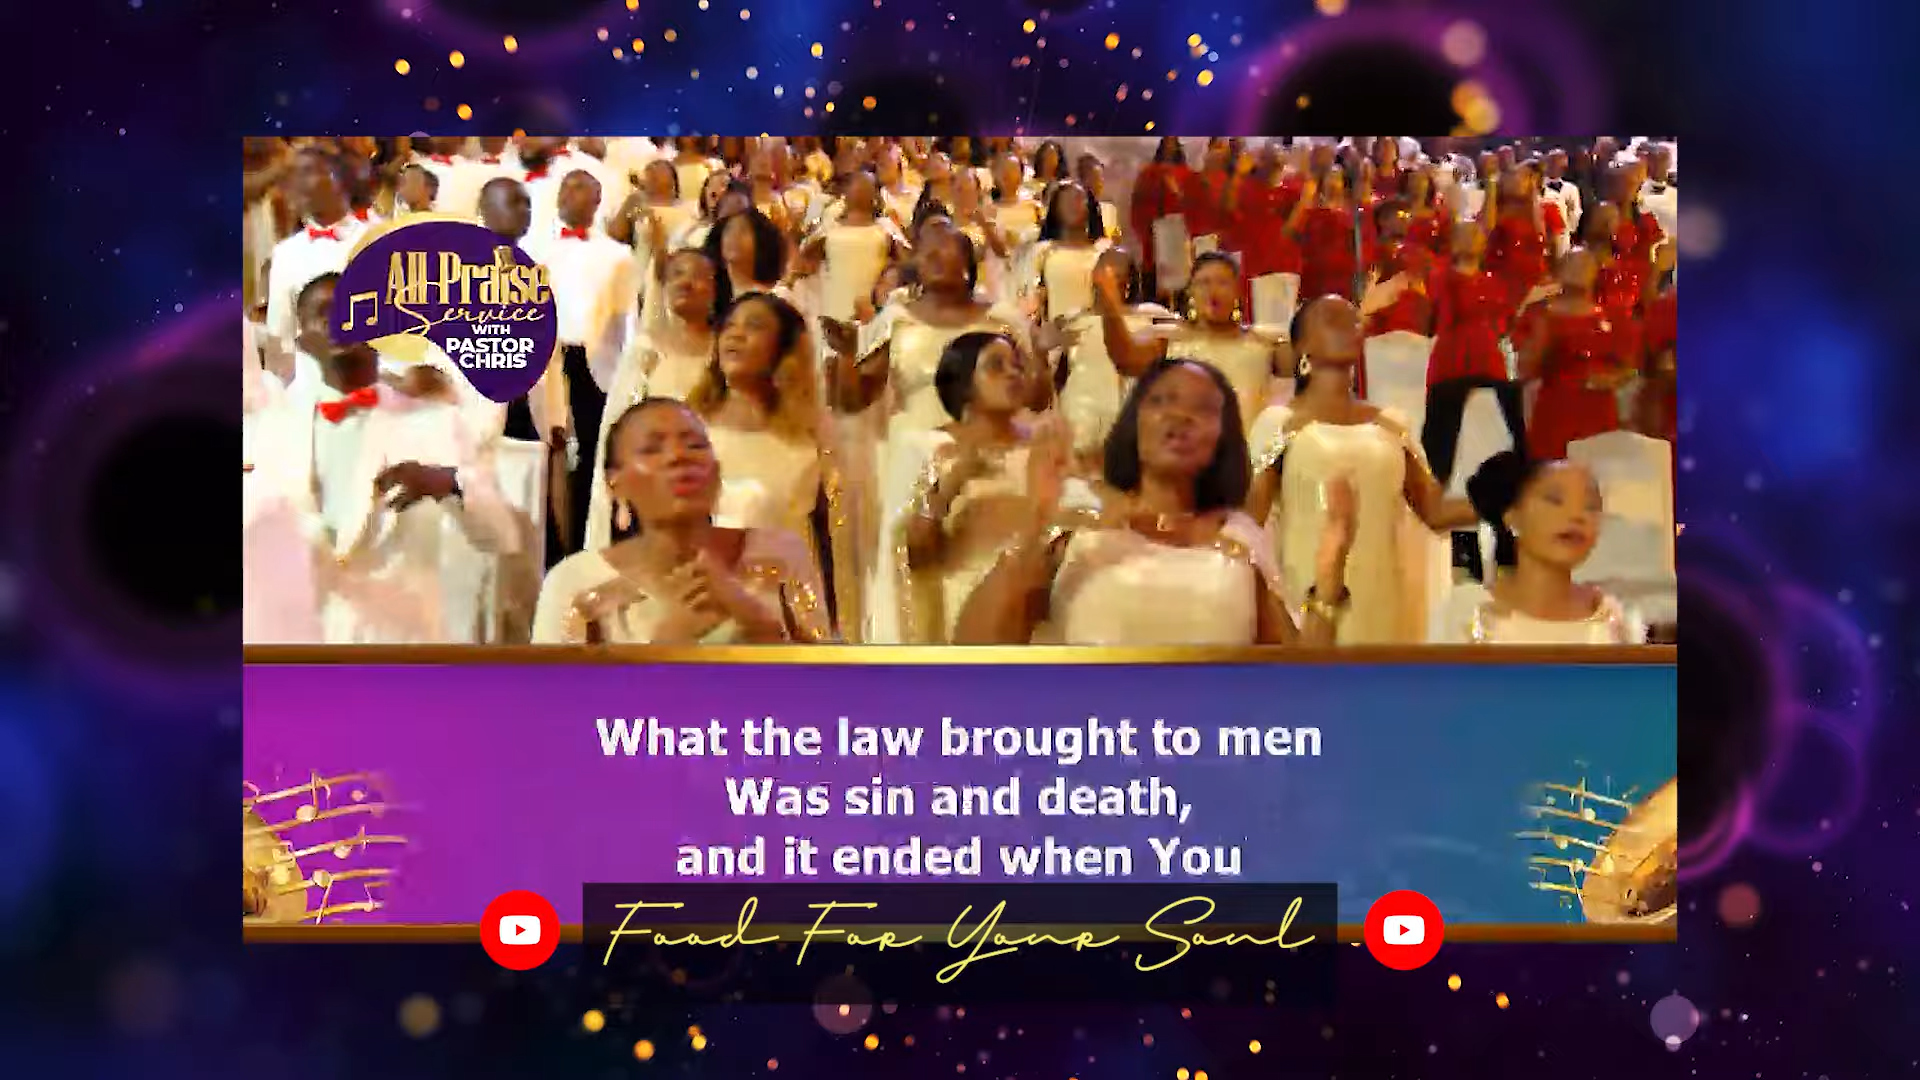 All Praise
Service
WITH
PASTOR
CHRIS
What the law brought to men
Was sin and death,
and it ended when You
Food For Your Soul